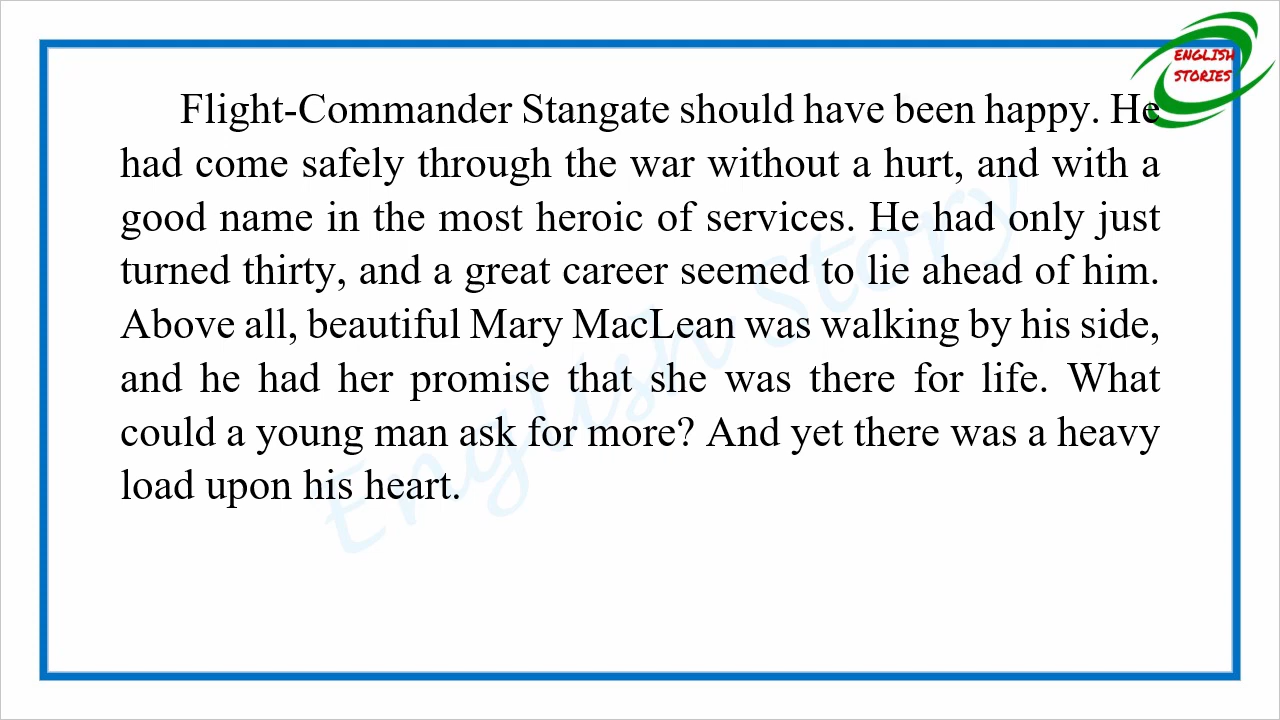 ENGLISH
STORIES
Flight-Commander Stangate should have been happy. He
had come safely through the war without a hurt, and with a
good name in the most heroic of services. He had only just
turned thirty, and a great career seemed to lie ahead of him.
Above all, beautiful Mary MacLean was walking by his side,
and he had her promise that she was there for life. What
could a young man ask for more? And yet there was a heavy
load upon his heart.
English Story